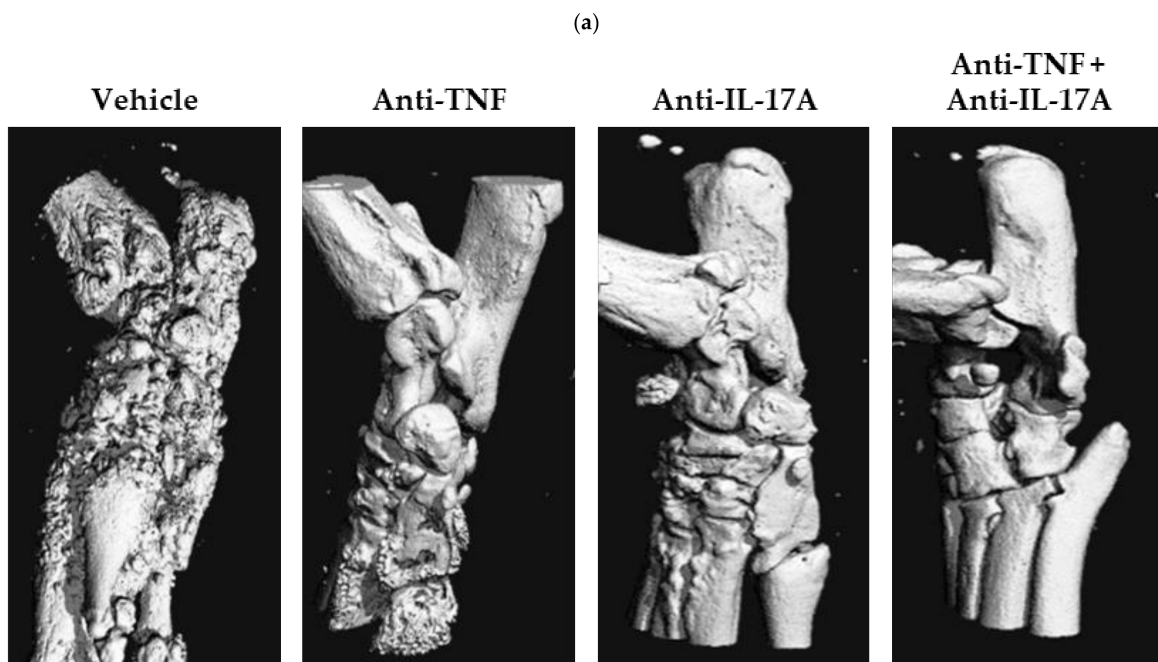 (a)
Vehicle
Anti-TNF
Anti-IL-17A
Anti-TNF +
Anti-IL-17A